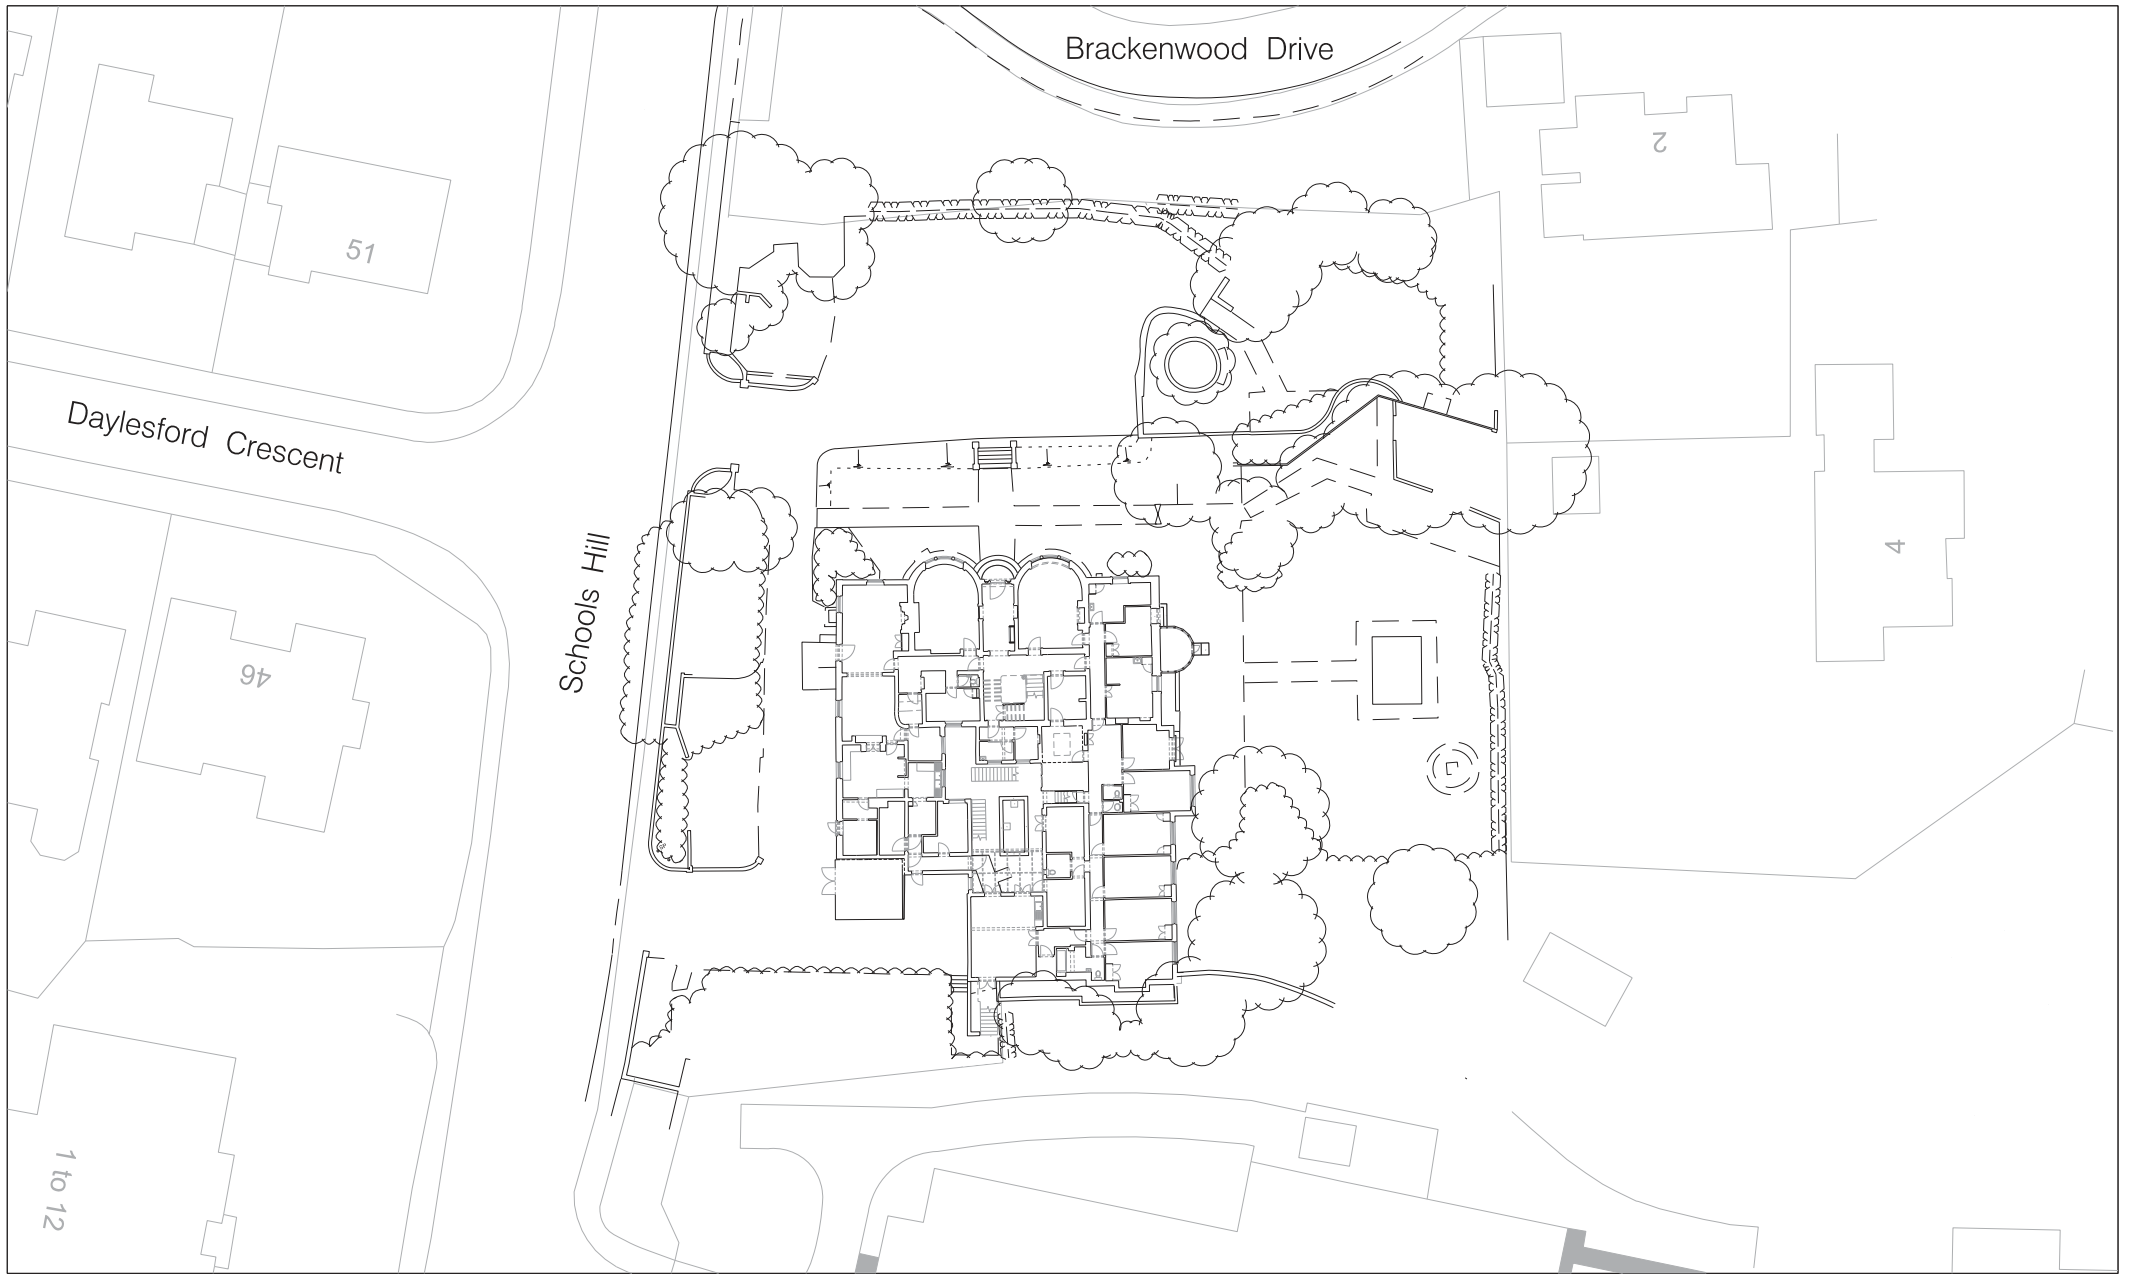 Brackenwood Drive
2
51
Daylesford Crescent
Schools Hill
4
46
1 to 12